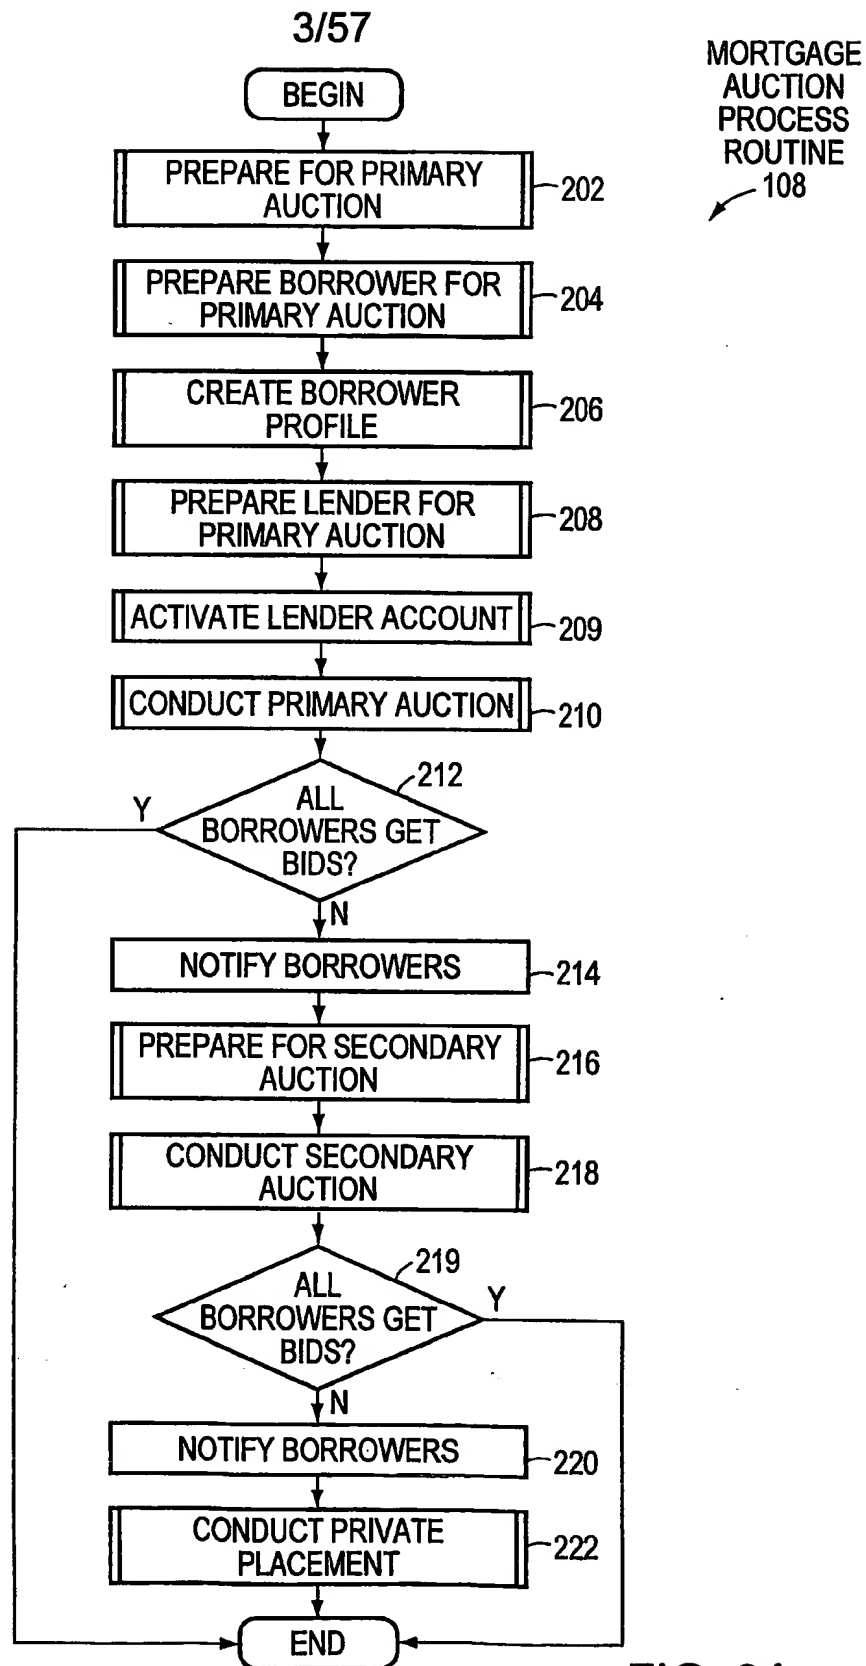 3/57
MORTGAGE
AUCTION
PROCESS
ROUTINE
108
BEGIN
PREPARE FOR PRIMARY
AUCTION
202
PREPARE BORROWER FOR
PRIMARY AUCTION
204
CREATE BORROWER
PROFILE
206
PREPARE LENDER FOR
PRIMARY AUCTION
208
ACTIVATE LENDER ACCOUNT
209
CONDUCT PRIMARY AUCTION
210
212
Y
ALL
BORROWERS GET
BIDS?
N
NOTIFY BORROWERS
214
PREPARE FOR SECONDARY
AUCTION
216
CONDUCT SECONDARY
AUCTION
218
219
ALL
BORROWERS GET
BIDS?
Y
N
NOTIFY BORROWERS
220
CONDUCT PRIVATE
PLACEMENT
222
END